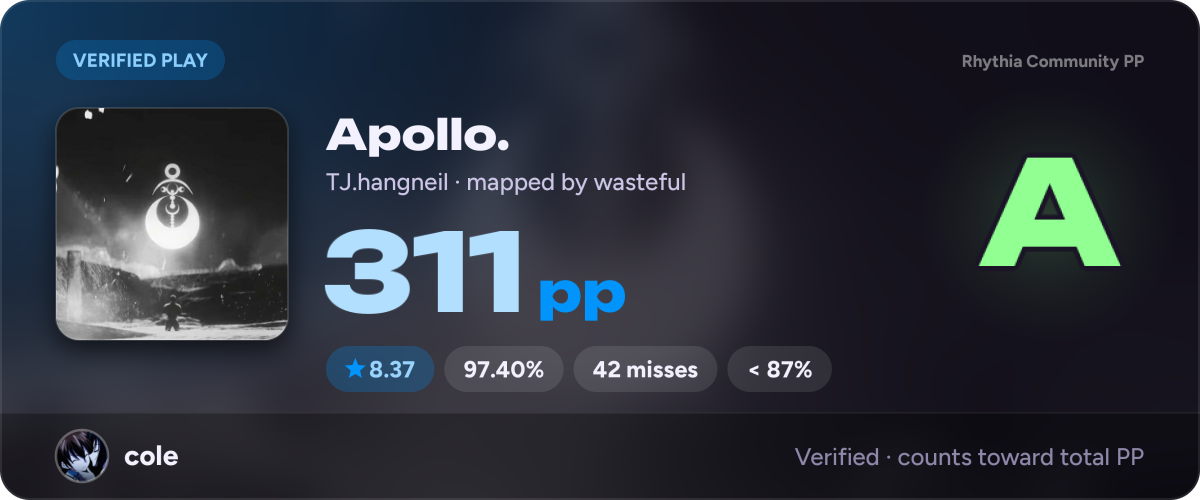 VERIFIED PLAY
Rhythia Community PP
Apollo.
TJ.hangneil · mapped by wasteful
311 pp
A
★ 8.37
97.40%
42 misses
< 87%
cole
Verified · counts toward total PP